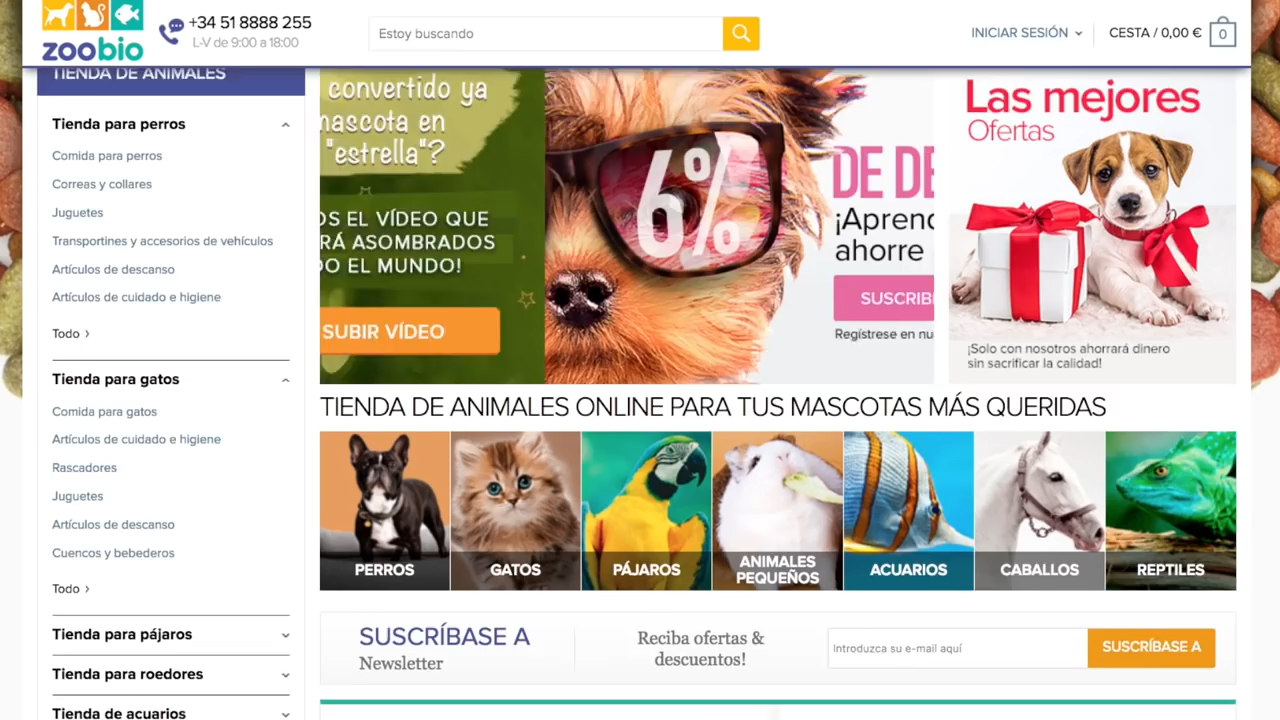 zoobio
+34 51 8888 255
L-V de 9:00 a 18:00
Estoy buscando
INICIAR SESIÓN
CESTA / 0,00 €
0
TIENDA DE ANIMALES
Tienda para perros
Comida para perros
Correas y collares
Juguetes
Transportines y accesorios de vehículos
Artículos de descanso
Artículos de cuidado e higiene
Todo ›
Tienda para gatos
Comida para gatos
Artículos de cuidado e higiene
Rascadores
Juguetes
Artículos de descanso
Cuencos y bebederos
Todo ›
Tienda para pájaros
Tienda para roedores
Tienda de acuarios
convertido ya
mascota en
"estrella"?
EL VÍDEO QUE
ASOMBRADOS
EL MUNDO!
SUBIR VÍDEO
6%
DE DE
¡Aprend
ahorre
SUSCRIB
Regístrese en nu
Las mejores
Ofertas
¡Solo con nosotros ahorrará dinero
sin sacrificar la calidad!
TIENDA DE ANIMALES ONLINE PARA TUS MASCOTAS MÁS QUERIDAS
PERROS
GATOS
PÁJAROS
ANIMALES
PEQUEÑOS
ACUARIOS
CABALLOS
REPTILES
SUSCRÍBASE A
Newsletter
Reciba ofertas &
descuentos!
Introduzca su e-mail aquí
SUSCRÍBASE A